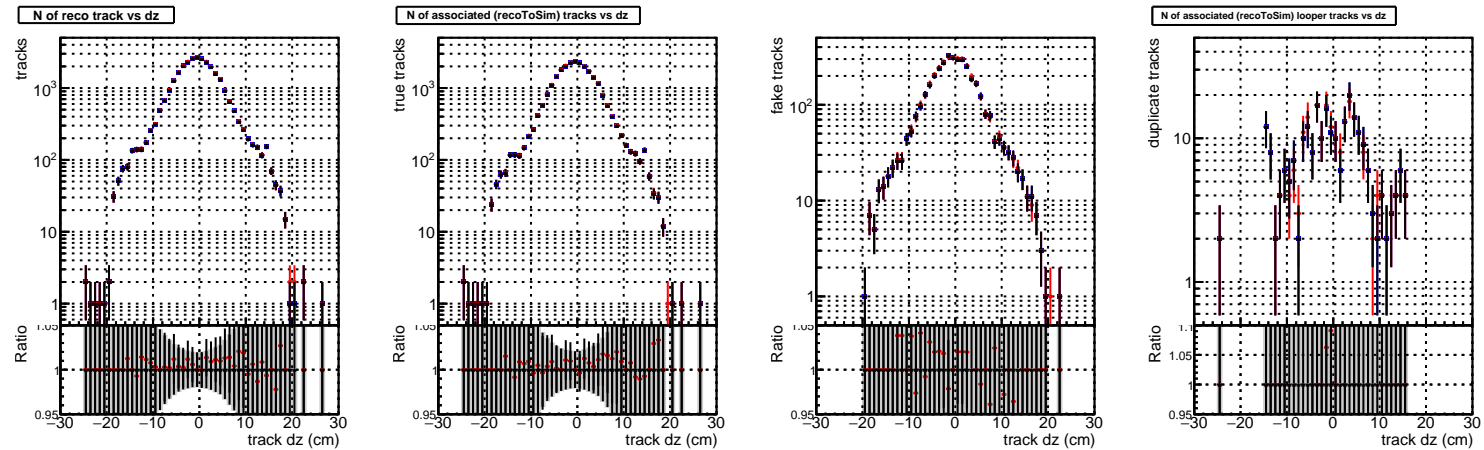 N of reco track vs dz
tracks
10³
10²
10
1
Ratio
1.05
1
0.95
−30 −20 −10 0 10 20 30
track dz (cm)
N of associated (recoToSim) tracks vs dz
true tracks
10³
10²
10
1
Ratio
1.05
1
0.95
−30 −20 −10 0 10 20 30
track dz (cm)
fake tracks
10²
10
1
Ratio
1.05
1
0.95
−30 −20 −10 0 10 20 30
track dz (cm)
N of associated (recoToSim) looper tracks vs dz
duplicate tracks
10
1
Ratio
1.1
1.05
1
0.95
−30 −20 −10 0 10 20 30
track dz (cm)